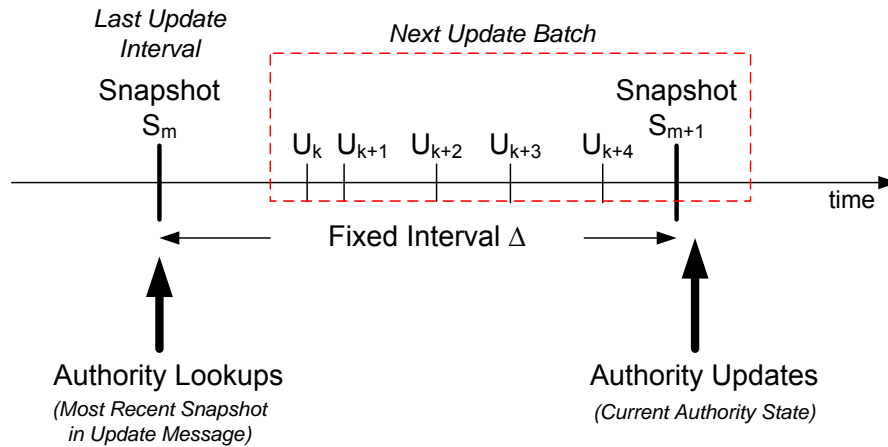 Last Update
Interval
Next Update Batch
Snapshot
Sₘ
Snapshot
Sₘ₊₁
Uₖ
Uₖ₊₁
Uₖ₊₂
Uₖ₊₃
Uₖ₊₄
time
Fixed Interval Δ
Authority Lookups
(Most Recent Snapshot
in Update Message)
Authority Updates
(Current Authority State)